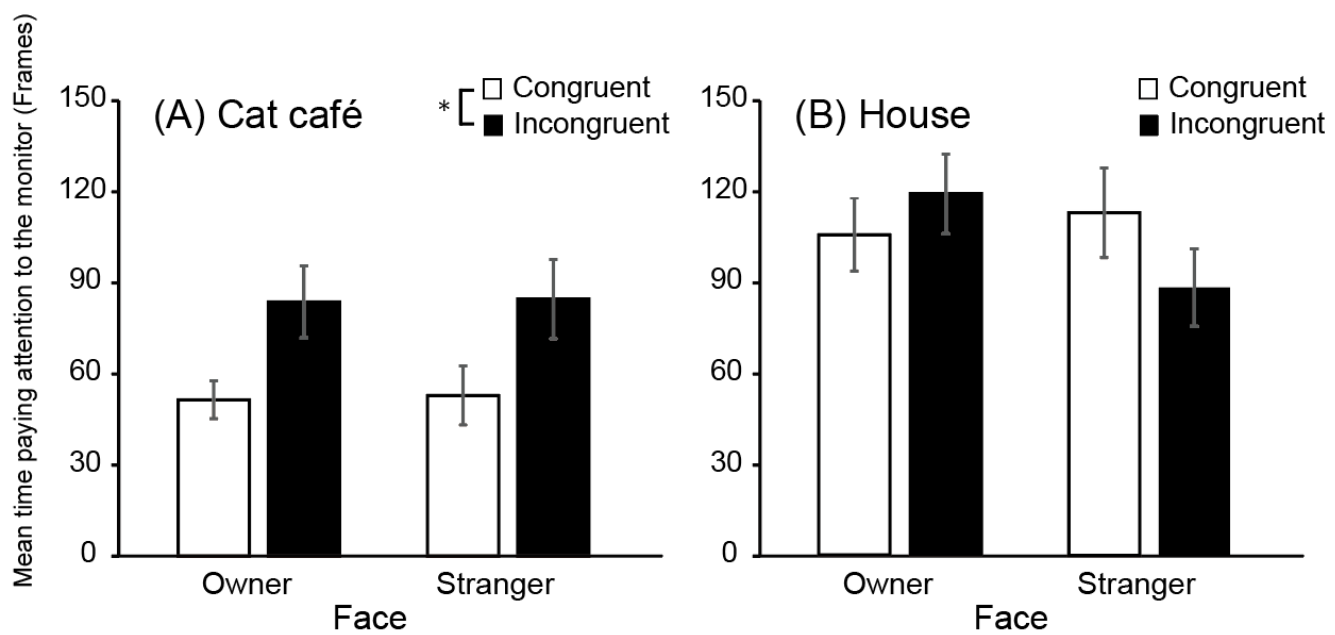 Mean time paying attention to the monitor (Frames)
(A) Cat café
* Congruent
Incongruent
150
120
90
60
30
0
Owner Stranger
Face
(B) House
Congruent
Incongruent
150
120
90
60
30
0
Owner Stranger
Face